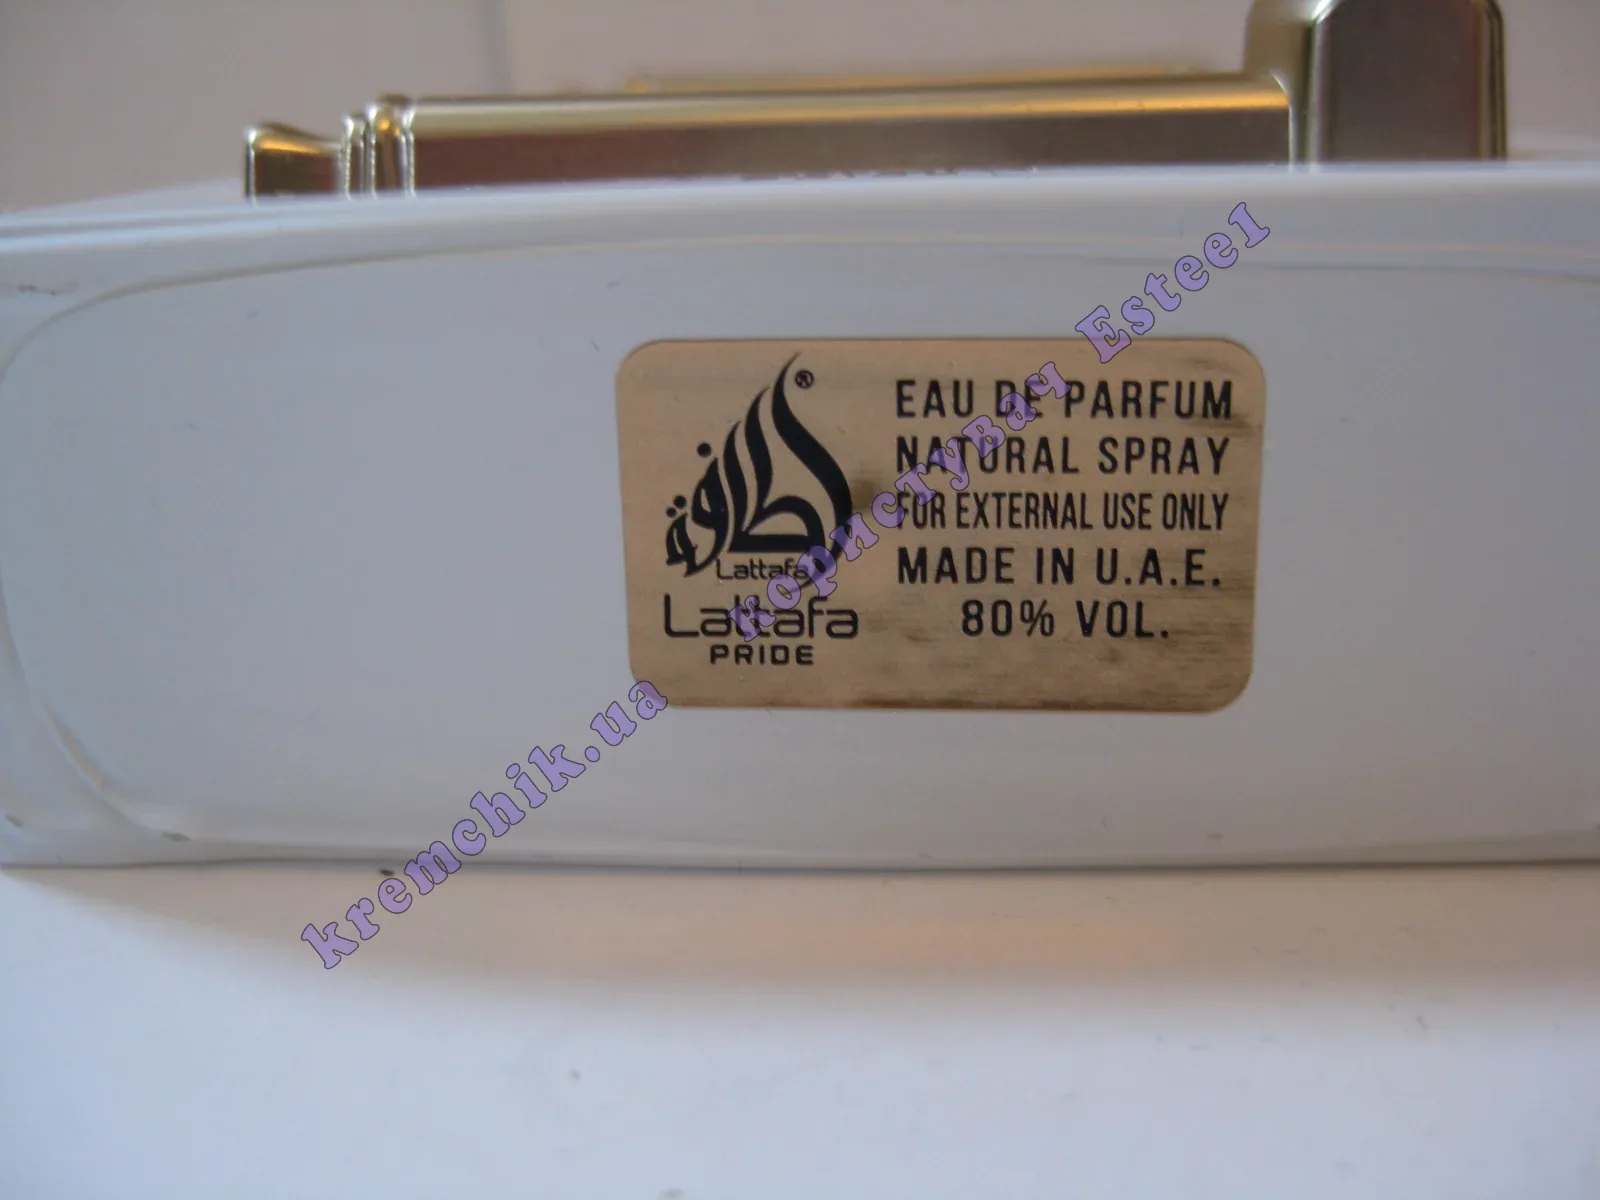 ®
لطافة
Lattafa
Lattafa
PRIDE
EAU DE PARFUM
NATURAL SPRAY
FOR EXTERNAL USE ONLY
MADE IN U.A.E.
80% VOL.
kremchik.ua користувач Esteel